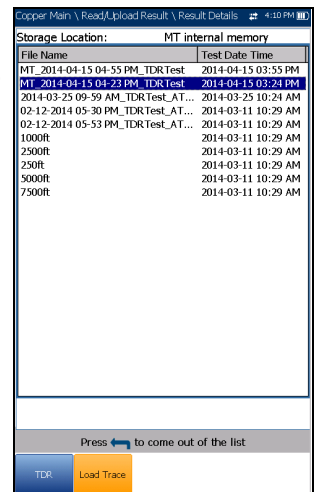 Copper Main \ Read/Upload Result \ Result Details 4:10 PM
Storage Location: MT internal memory
File Name Test Date Time
MT_2014-04-15 04-55 PM_TDRTest 2014-04-15 03:55 PM
MT_2014-04-15 04-23 PM_TDRTest 2014-04-15 03:24 PM
2014-03-25 09-59 AM_TDRTest_AT... 2014-03-25 10:24 AM
02-12-2014 05-30 PM_TDRTest_AT... 2014-03-11 10:29 AM
02-12-2014 05-53 PM_TDRTest_AT... 2014-03-11 10:29 AM
1000ft 2014-03-11 10:29 AM
2500ft 2014-03-11 10:29 AM
250ft 2014-03-11 10:29 AM
5000ft 2014-03-11 10:29 AM
7500ft 2014-03-11 10:29 AM
Press to come out of the list
TDR Load Trace